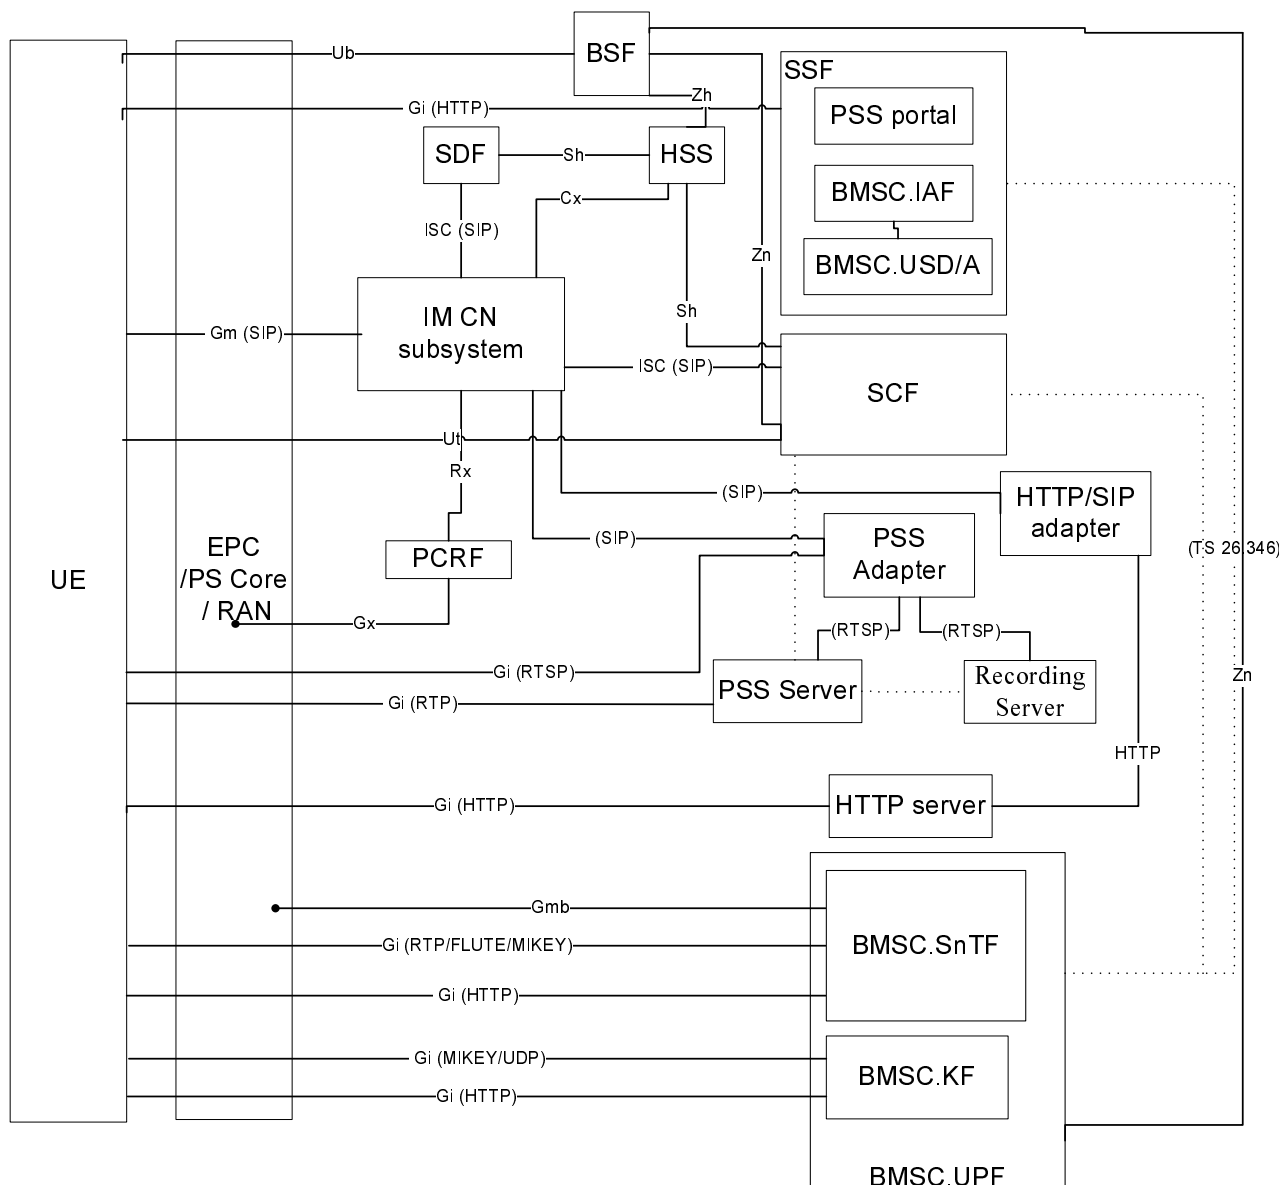 BSF
Ub
SSF
Zh
Gi (HTTP)
PSS portal
SDF
Sh
HSS
BMSC.IAF
Cx
ISC (SIP)
Zn
BMSC.USD/A
IM CN
subsystem
Sh
Gm (SIP)
ISC (SIP)
SCF
Ut
Rx
(SIP)
HTTP/SIP
adapter
(SIP)
PSS
Adapter
(TS 26.346)
EPC
/PS Core
/ RAN
PCRF
UE
Gx
(RTSP)
(RTSP)
Gi (RTSP)
PSS Server
Recording
Server
Zn
Gi (RTP)
HTTP
Gi (HTTP)
HTTP server
Gmb
Gi (RTP/FLUTE/MIKEY)
BMSC.SnTF
Gi (HTTP)
Gi (MIKEY/UDP)
BMSC.KF
Gi (HTTP)
BMSC.UPF